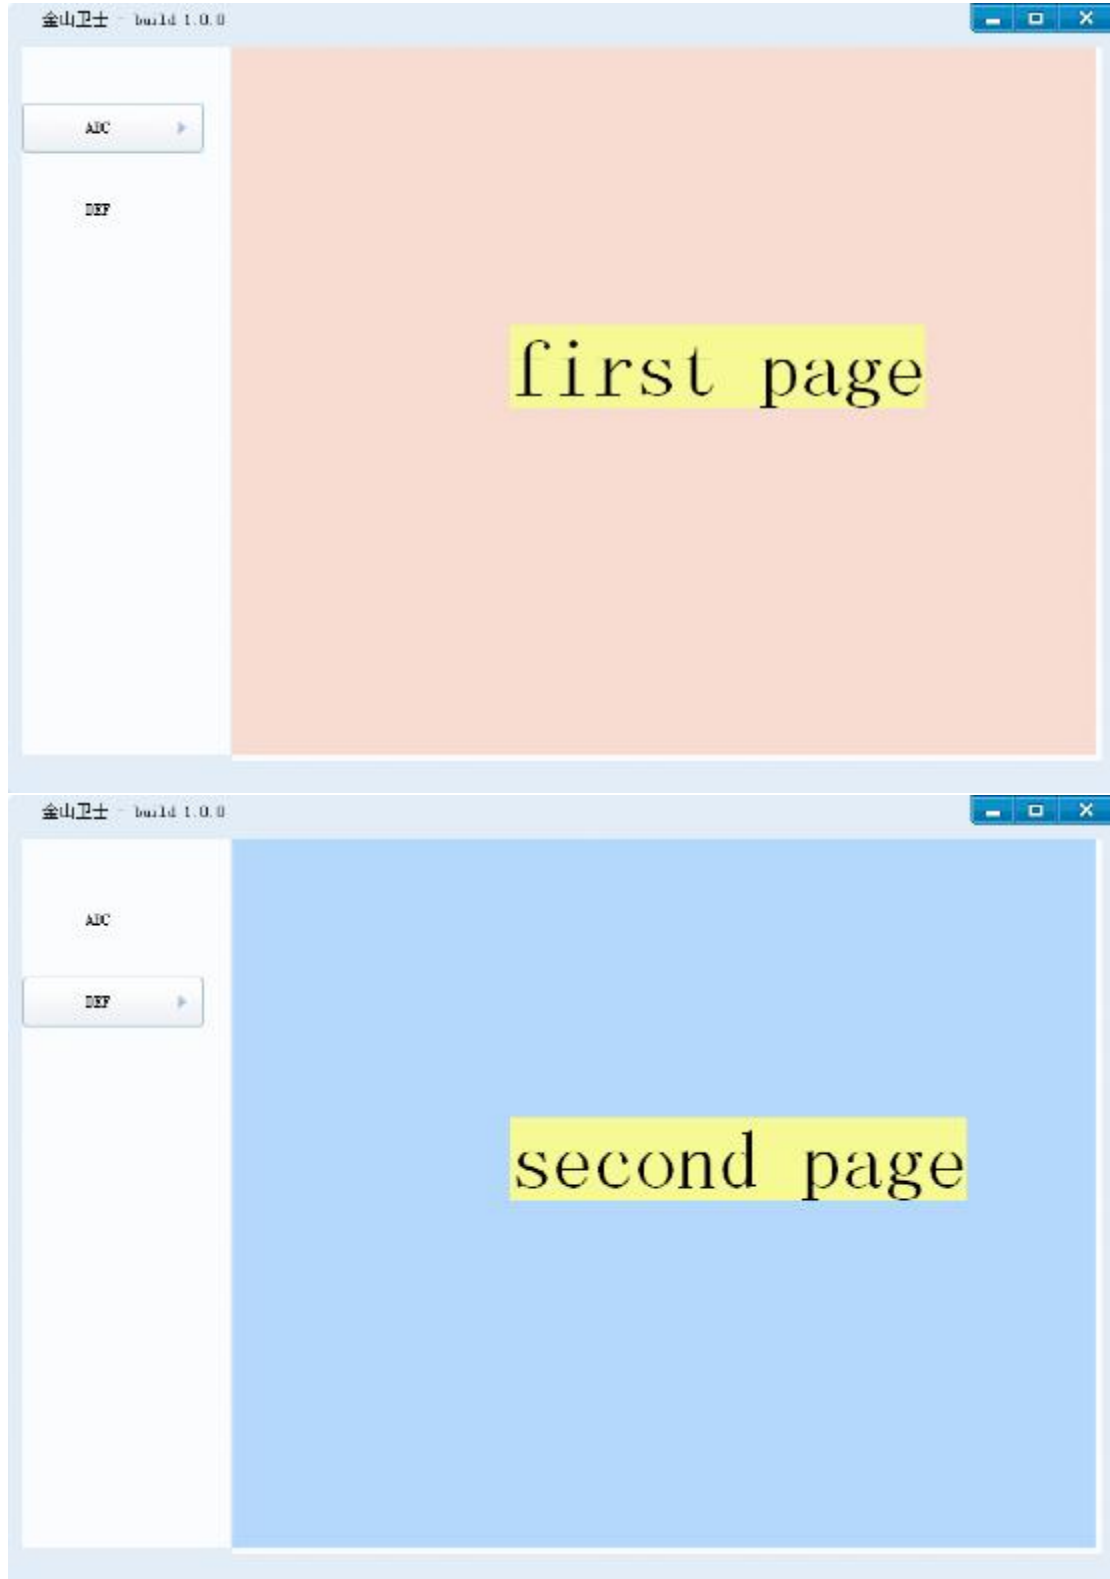 金山卫士 - build 1.0.0
ABC
DEF
first page
金山卫士 - build 1.0.0
ABC
DEF
second page